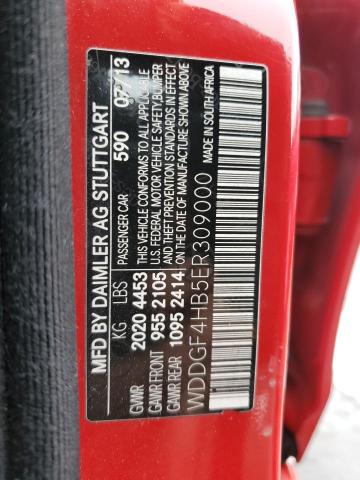 MFD BY DAIMLER AG STUTTGART
PASSENGER CAR 590
KG LBS
GVWR 2020 4453
GAWR FRONT 955 2105
GAWR REAR 1095 2414
THIS VEHICLE CONFORMS TO ALL APPLICABLE
U.S. FEDERAL MOTOR VEHICLE SAFETY, BUMPER,
AND THEFT PREVENTION STANDARDS IN EFFECT
ON THE DATE OF MANUFACTURE SHOWN ABOVE
WDDGF4HB5ER309000 MADE IN SOUTH AFRICA